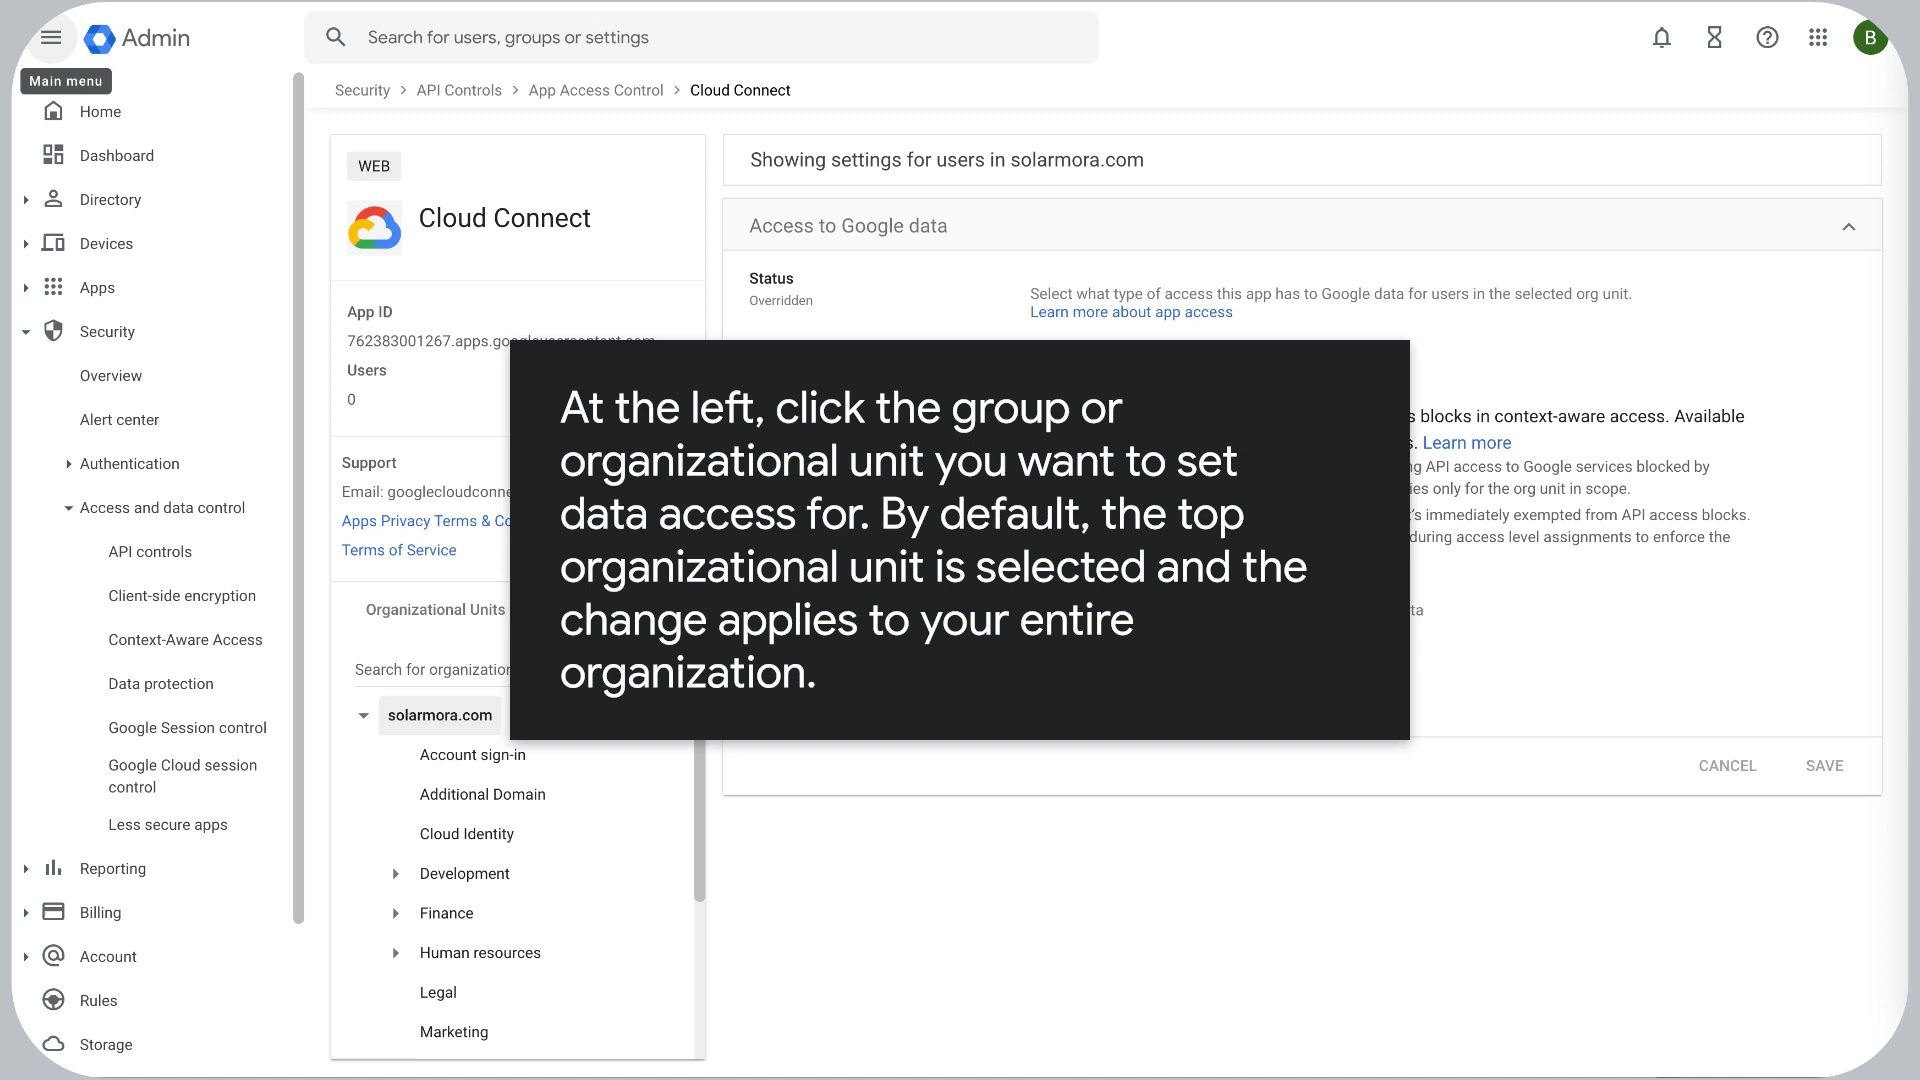 Admin
Search for users, groups or settings
B
Main menu
Home
Dashboard
Directory
Devices
Apps
Security
Overview
Alert center
Authentication
Access and data control
API controls
Client-side encryption
Context-Aware Access
Data protection
Google Session control
Google Cloud session
control
Less secure apps
Reporting
Billing
Account
Rules
Storage
Security > API Controls > App Access Control > Cloud Connect
WEB
Cloud Connect
App ID
762383001267.apps.googleusercontent.com
Users
0
Support
Email: googlecloudconne
Apps Privacy Terms & Co
Terms of Service
Organizational Units
Search for organization
solarmora.com
Account sign-in
Additional Domain
Cloud Identity
Development
Finance
Human resources
Legal
Marketing
Showing settings for users in solarmora.com
Access to Google data
Status
Overridden
Select what type of access this app has to Google data for users in the selected org unit.
Learn more about app access
s blocks in context-aware access. Available
s. Learn more
ng API access to Google services blocked by
ies only for the org unit in scope.
t's immediately exempted from API access blocks.
during access level assignments to enforce the
ta
CANCEL SAVE
At the left, click the group or
organizational unit you want to set
data access for. By default, the top
organizational unit is selected and the
change applies to your entire
organization.